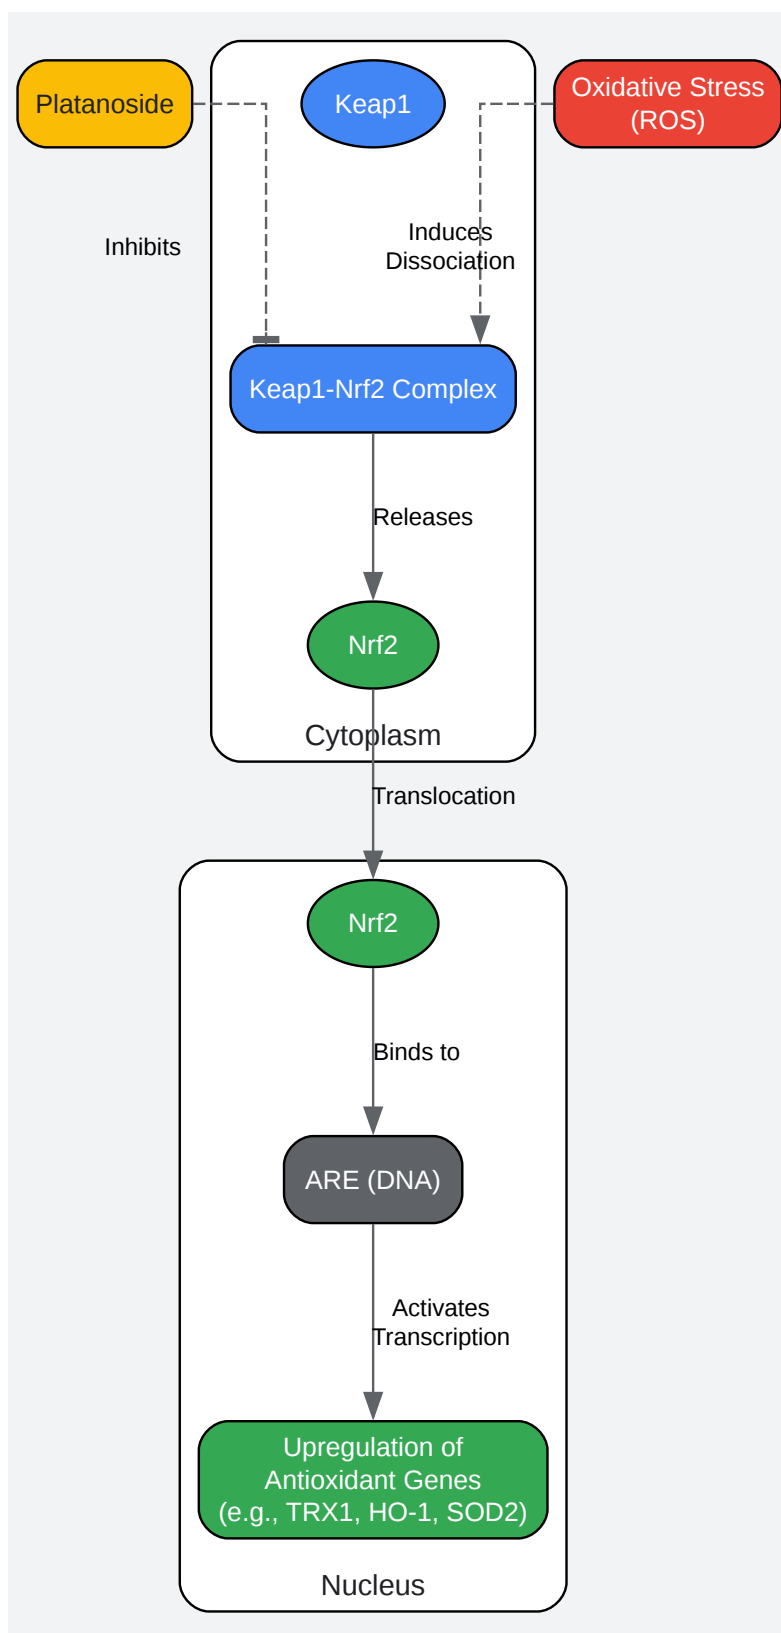 Platanoside
Keap1
Oxidative Stress
(ROS)
Inhibits
Induces
Dissociation
Keap1-Nrf2 Complex
Releases
Nrf2
Cytoplasm
Translocation
Nrf2
Binds to
ARE (DNA)
Activates
Transcription
Upregulation of
Antioxidant Genes
(e.g., TRX1, HO-1, SOD2)
Nucleus